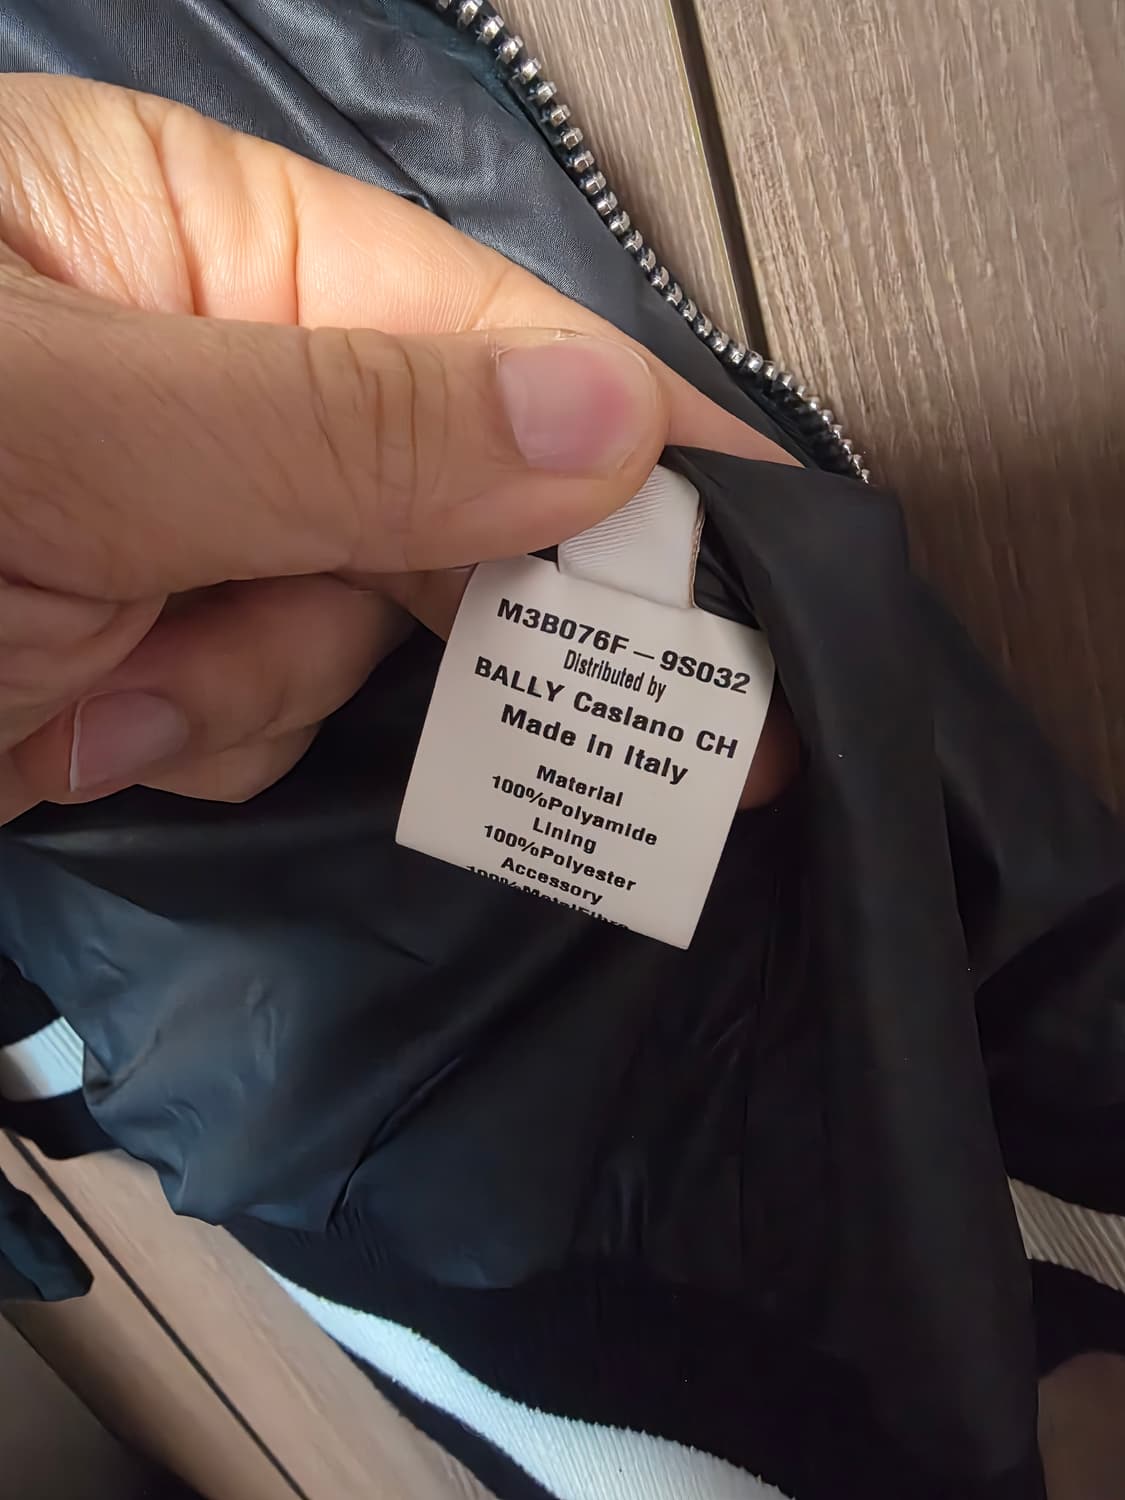 M3B076F – 9S032
Distributed by
BALLY Caslano CH
Made in Italy
Material
100%Polyamide
Lining
100%Polyester
Accessory